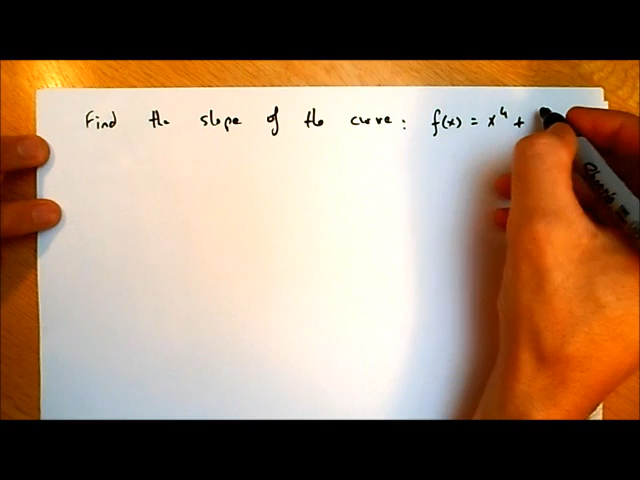 Find the slope of the curve: f(x) = x⁴ +